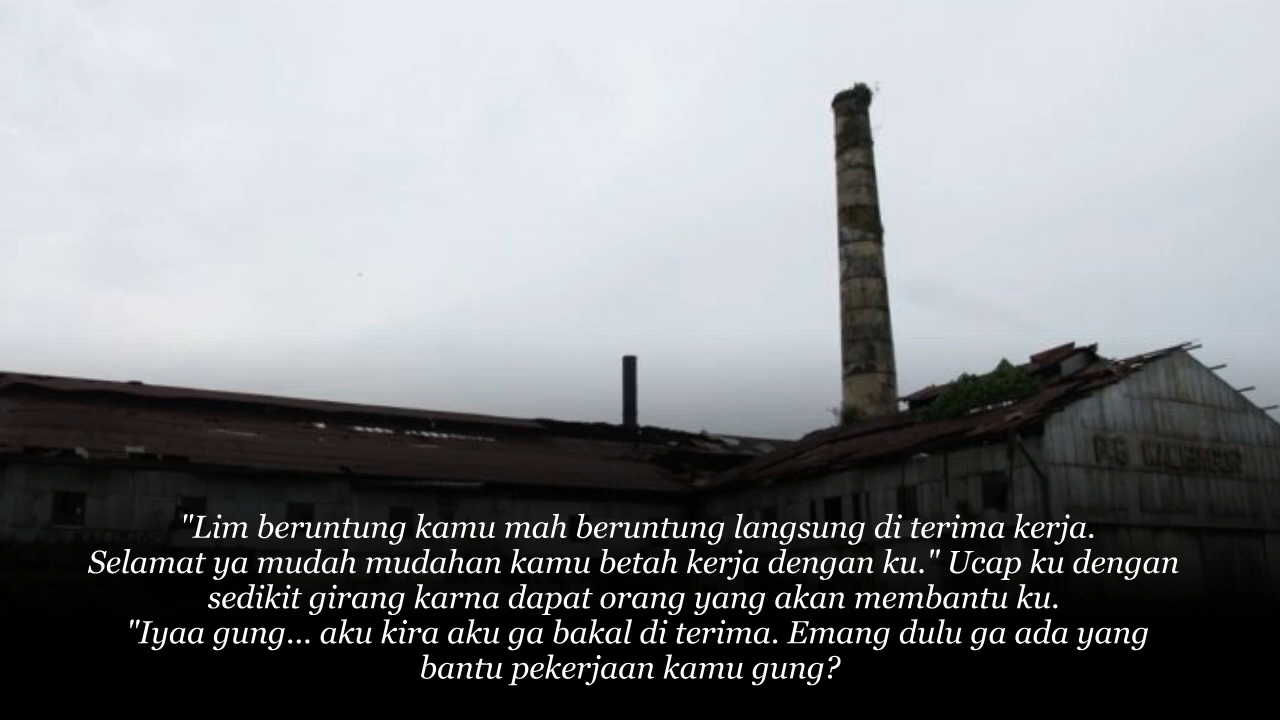 P.G KALIBAGOR
"Lim beruntung kamu mah beruntung langsung di terima kerja.
Selamat ya mudah mudahan kamu betah kerja dengan ku." Ucap ku dengan
sedikit girang karna dapat orang yang akan membantu ku.
"Iyaa gung... aku kira aku ga bakal di terima. Emang dulu ga ada yang
bantu pekerjaan kamu gung?